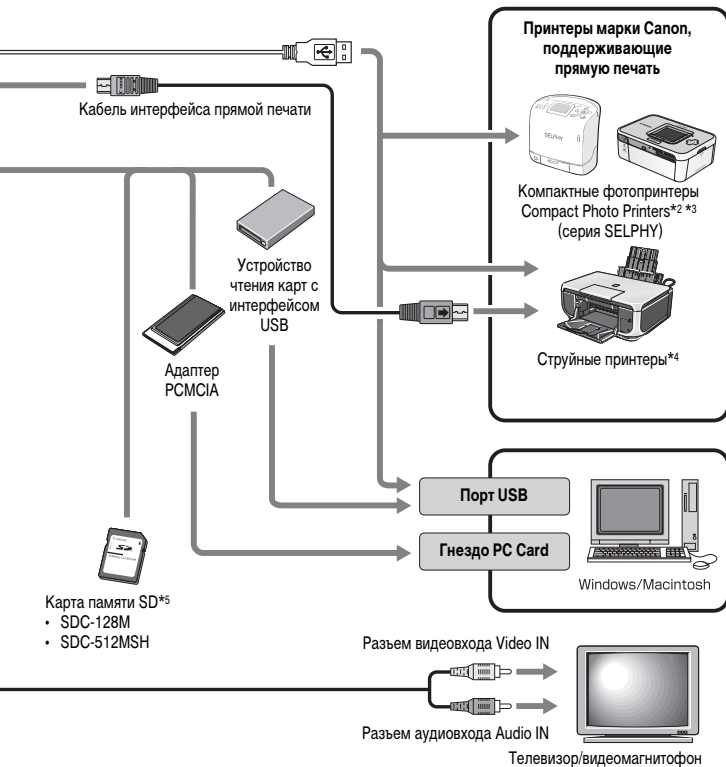 Принтеры марки Canon,
поддерживающие
прямую печать
Кабель интерфейса прямой печати
SELPHY
Компактные фотопринтеры
Compact Photo Printers*2 *3
(серия SELPHY)
Устройство
чтения карт с
интерфейсом
USB
Адаптер
PCMCIA
Струйные принтеры*4
Порт USB
Гнездо PC Card
Windows/Macintosh
Canon
SD
Карта памяти SD*5
• SDC-128M
• SDC-512MSH
Разъем видеовхода Video IN
Разъем аудиовхода Audio IN
Телевизор/видеомагнитофон